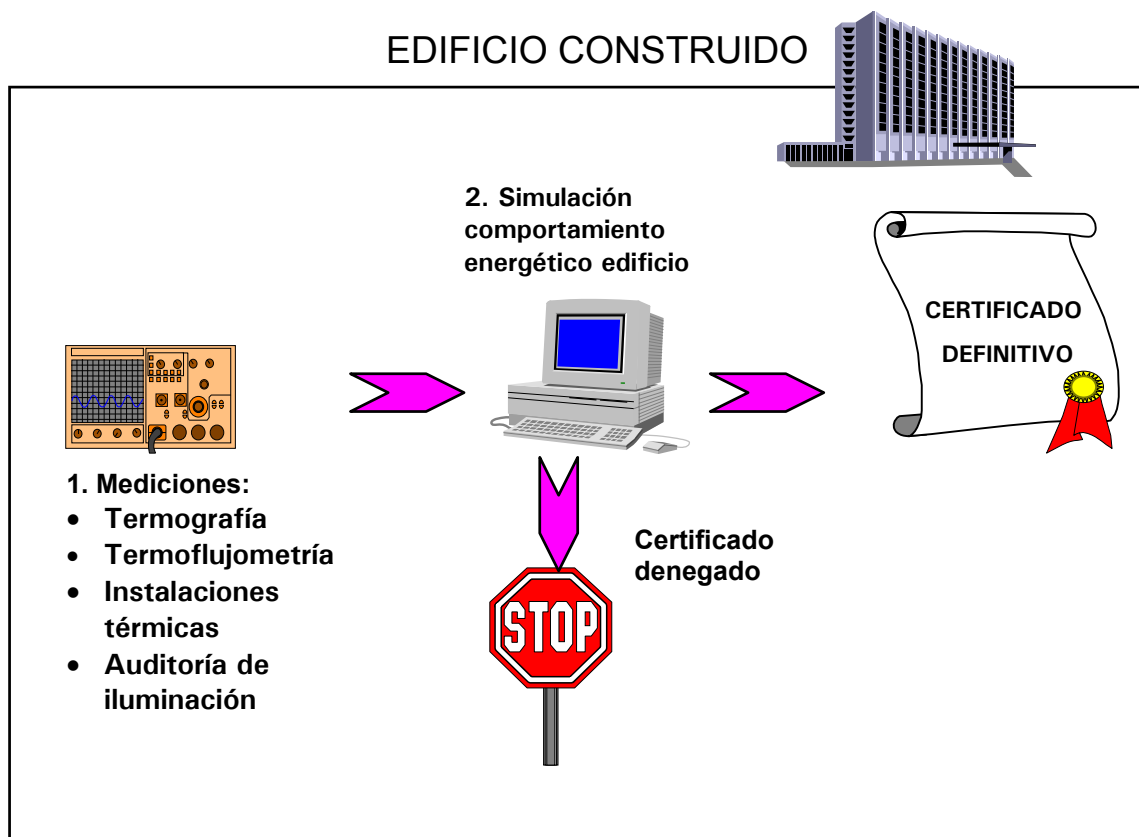 EDIFICIO CONSTRUIDO
2. Simulación
comportamiento
energético edificio
CERTIFICADO
DEFINITIVO
1. Mediciones:
• Termografía
• Termoflujometría
• Instalaciones
térmicas
• Auditoría de
iluminación
Certificado
denegado
STOP